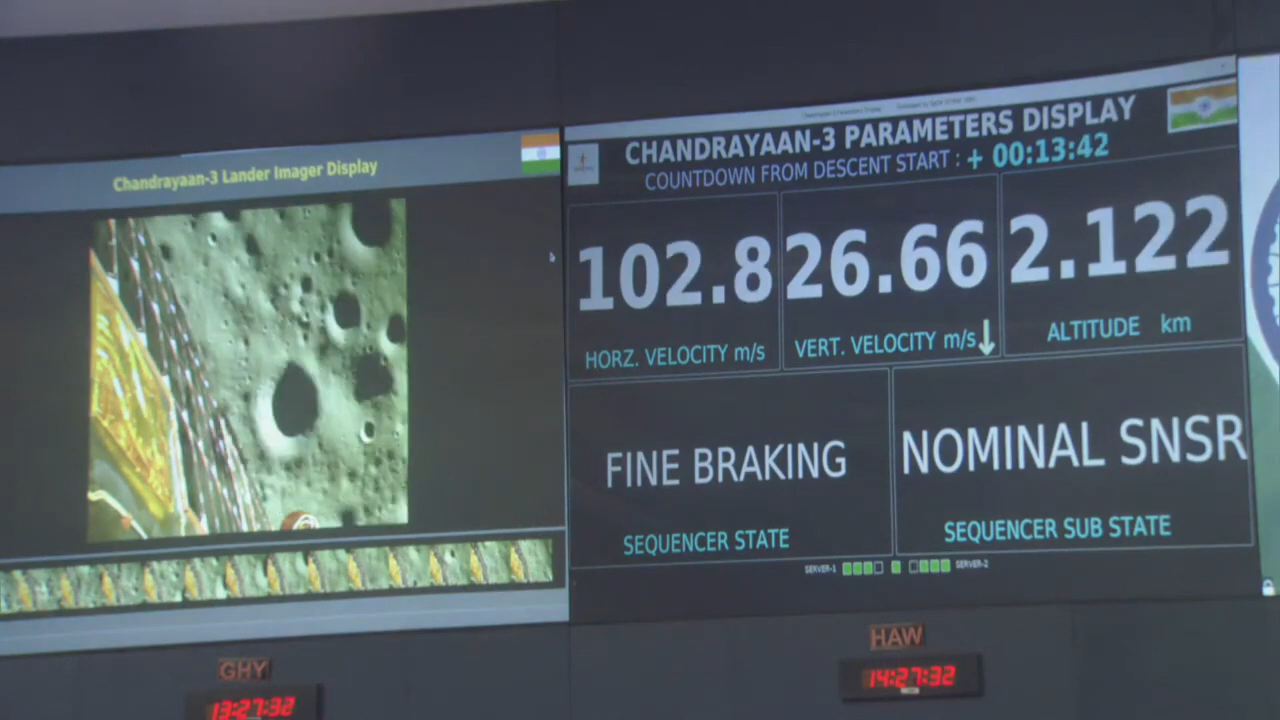 Chandrayaan-3 Lander Imager Display
CHANDRAYAAN-3 PARAMETERS DISPLAY
COUNTDOWN FROM DESCENT START : + 00:13:42
102.8 26.66 2.122
HORZ. VELOCITY m/s VERT. VELOCITY m/s ALTITUDE km
FINE BRAKING NOMINAL SNSR
SEQUENCER STATE SEQUENCER SUB STATE
SERVER-1 SERVER-2
GHY HAW
13:27:32 14:27:32